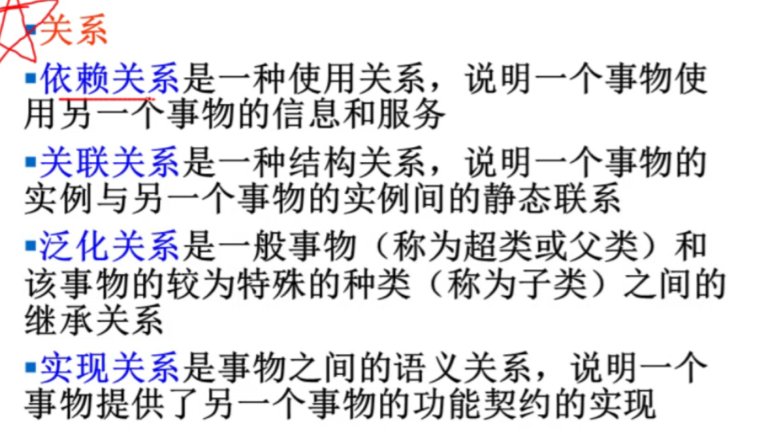 ▪关系
▪依赖关系是一种使用关系，说明一个事物使
用另一个事物的信息和服务
▪关联关系是一种结构关系，说明一个事物的
实例与另一个事物的实例间的静态联系
▪泛化关系是一般事物（称为超类或父类）和
该事物的较为特殊的种类（称为子类）之间的
继承关系
▪实现关系是事物之间的语义关系，说明一个
事物提供了另一个事物的功能契约的实现